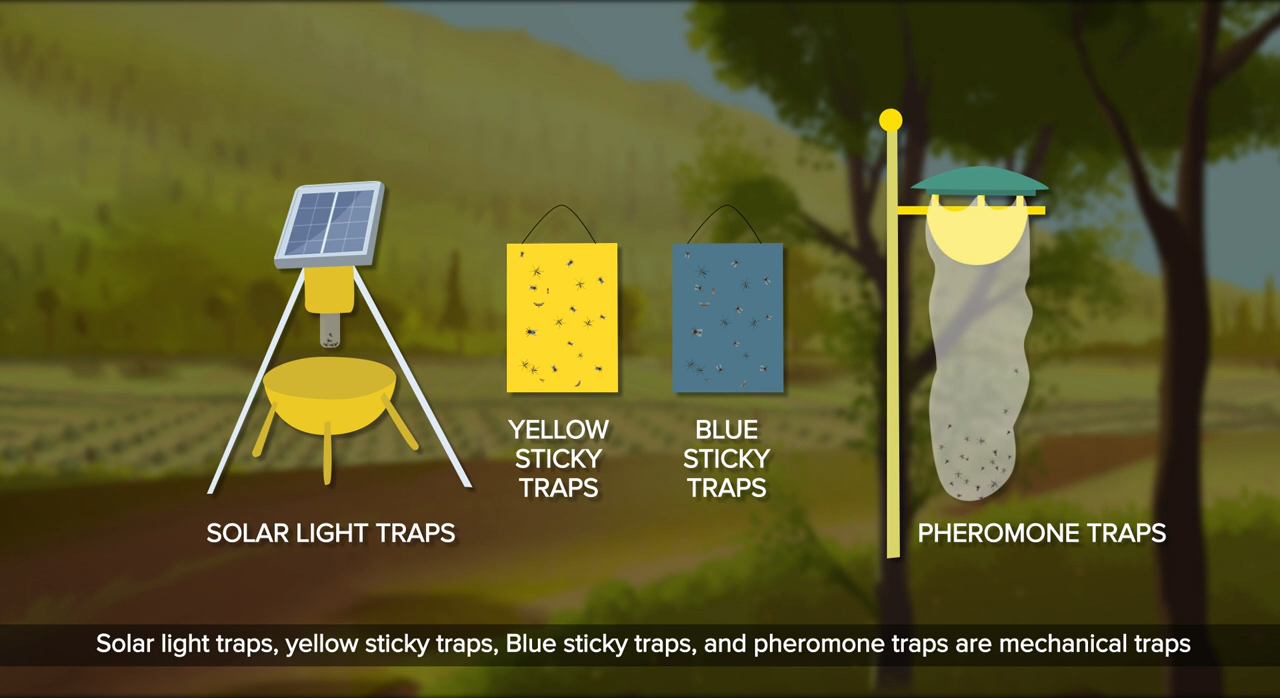 YELLOW
STICKY
TRAPS
BLUE
STICKY
TRAPS
SOLAR LIGHT TRAPS
PHEROMONE TRAPS
Solar light traps, yellow sticky traps, Blue sticky traps, and pheromone traps are mechanical traps